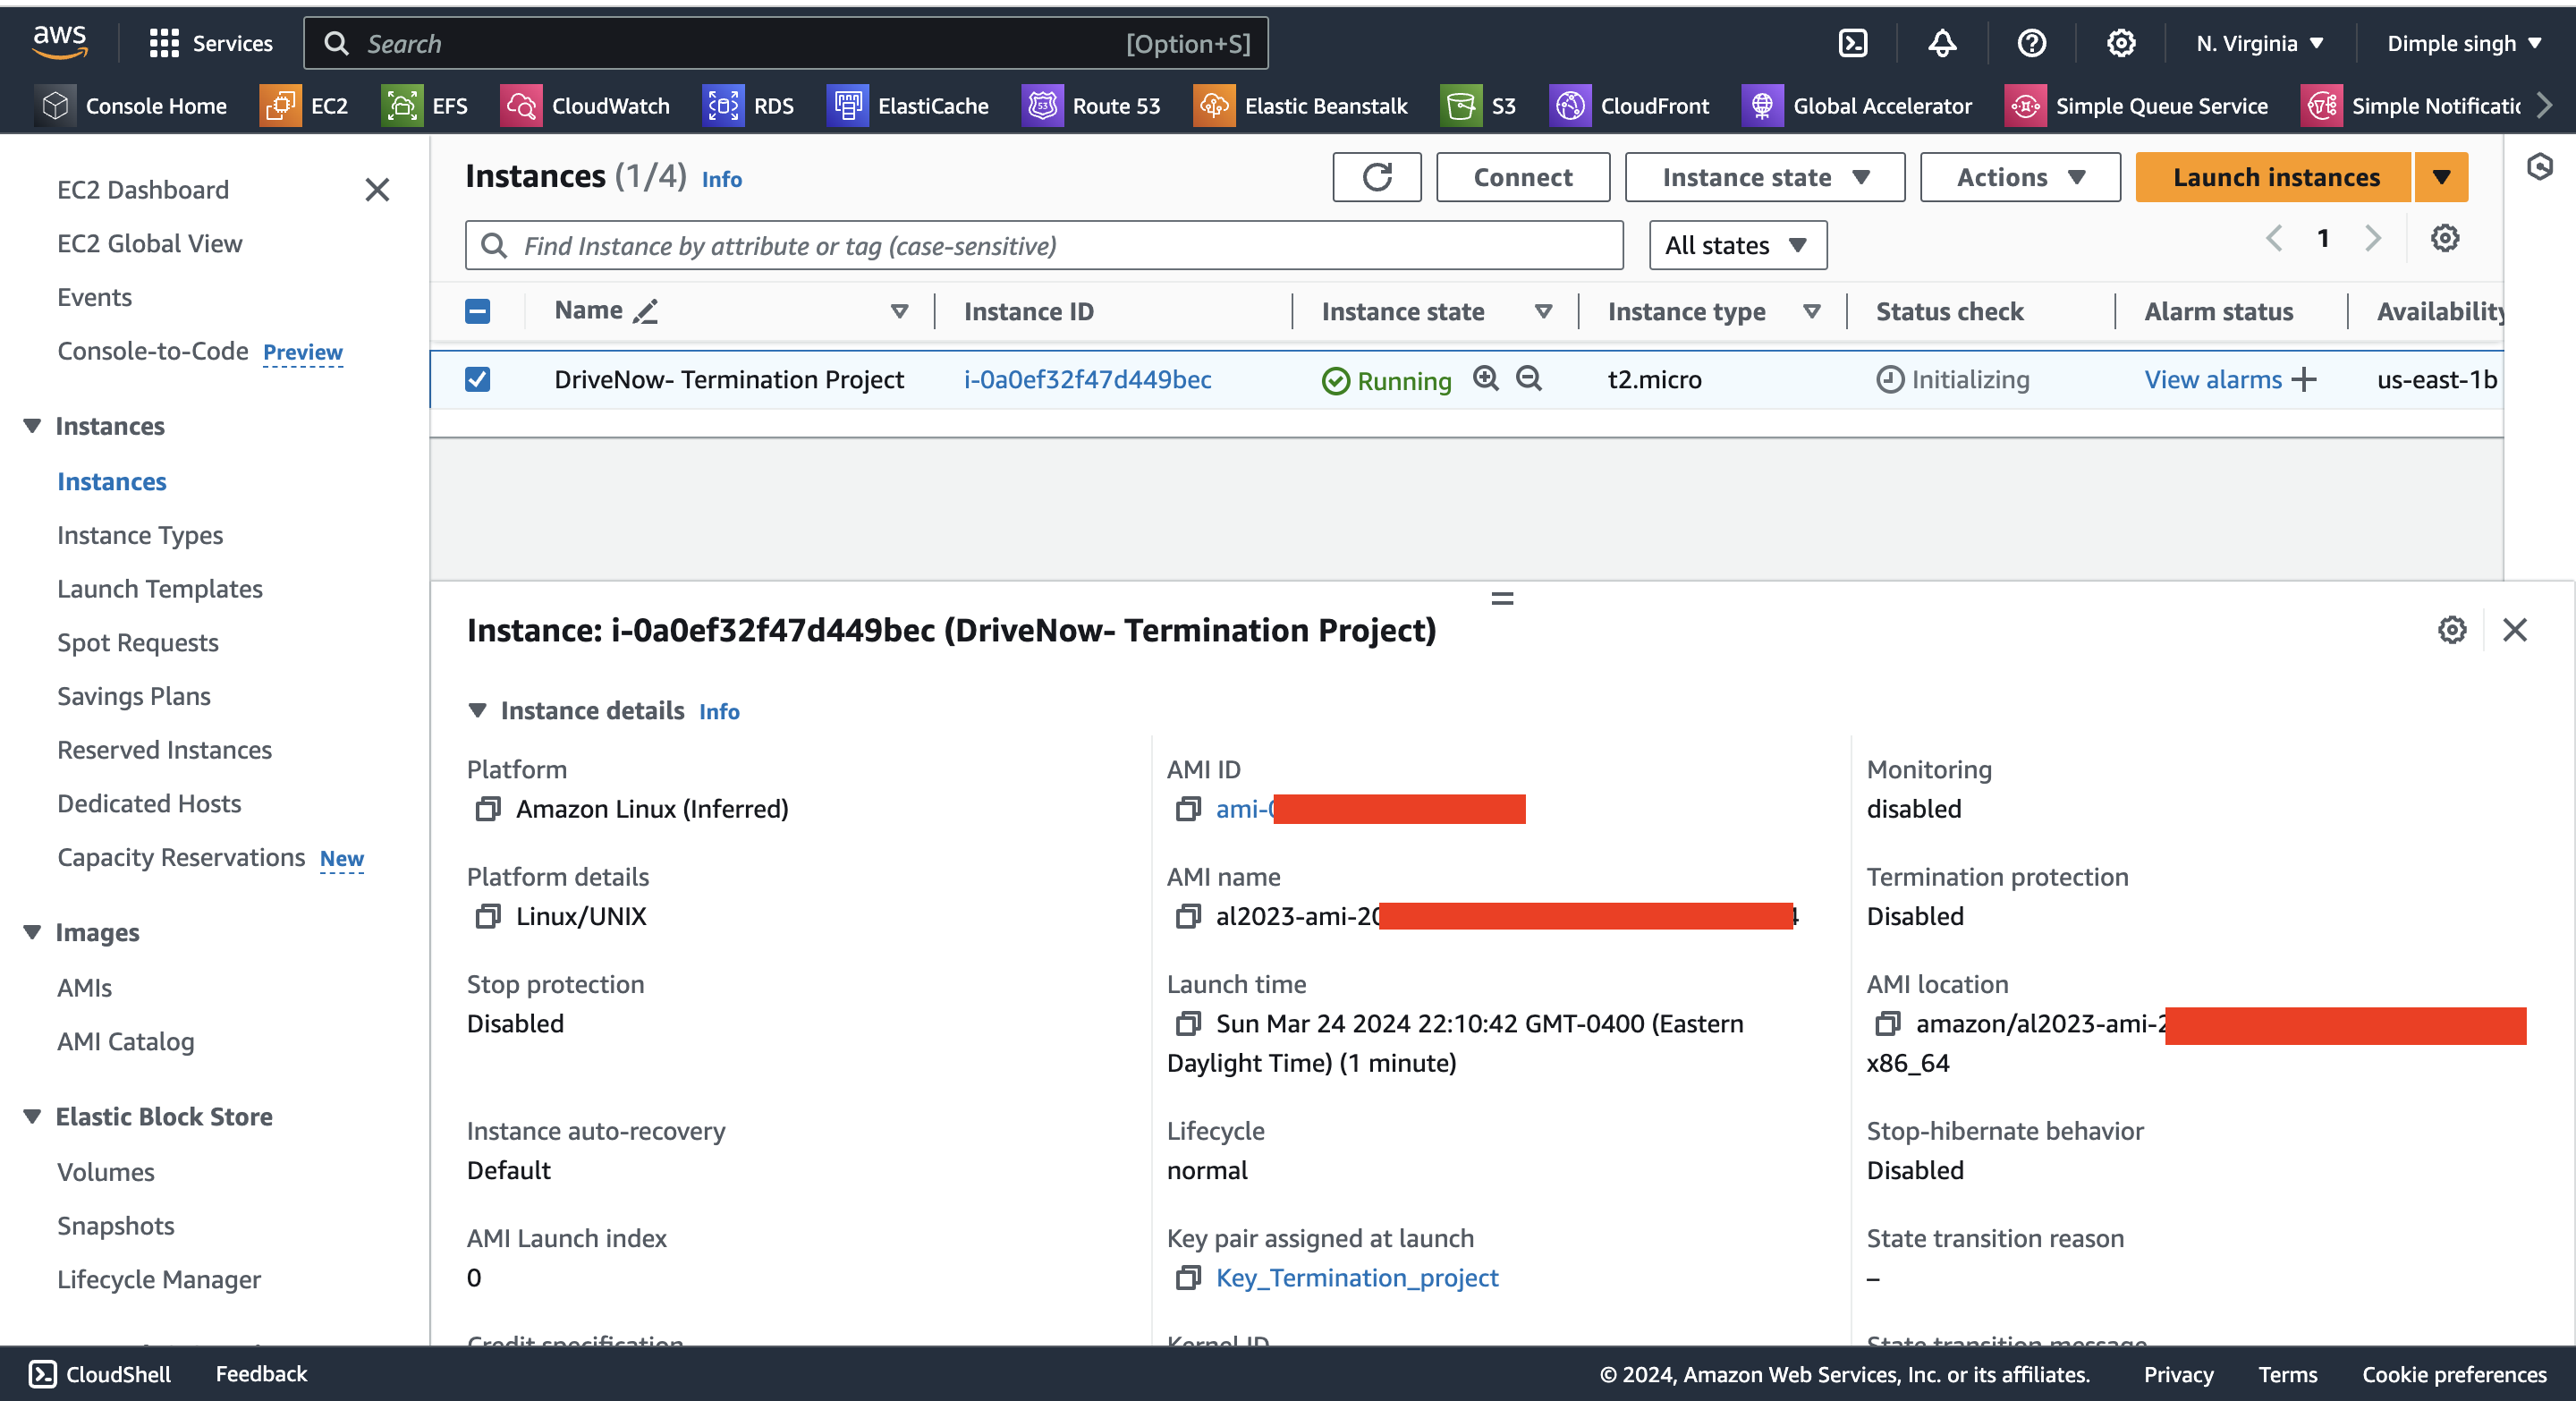 aws Services Search [Option+S] N. Virginia Dimple singh
Console Home EC2 EFS CloudWatch RDS ElastiCache Route 53 Elastic Beanstalk S3 CloudFront Global Accelerator Simple Queue Service Simple Notificatic
EC2 Dashboard
EC2 Global View
Events
Console-to-Code Preview
Instances
Instances
Instance Types
Launch Templates
Spot Requests
Savings Plans
Reserved Instances
Dedicated Hosts
Capacity Reservations New
Images
AMIs
AMI Catalog
Elastic Block Store
Volumes
Snapshots
Lifecycle Manager
Instances (1/4) Info Connect Instance state Actions Launch instances
Find Instance by attribute or tag (case-sensitive) All states 1
Name Instance ID Instance state Instance type Status check Alarm status Availability
DriveNow- Termination Project i-0a0ef32f47d449bec Running t2.micro Initializing View alarms us-east-1b
Instance: i-0a0ef32f47d449bec (DriveNow- Termination Project)
Instance details Info
Platform
Amazon Linux (Inferred)
AMI ID
ami-0
Monitoring
disabled
Platform details
Linux/UNIX
AMI name
al2023-ami-20
Termination protection
Disabled
Stop protection
Disabled
Launch time
Sun Mar 24 2024 22:10:42 GMT-0400 (Eastern
Daylight Time) (1 minute)
AMI location
amazon/al2023-ami-2
x86_64
Instance auto-recovery
Default
Lifecycle
normal
Stop-hibernate behavior
Disabled
AMI Launch index
0
Key pair assigned at launch
Key_Termination_project
State transition reason
–
Credit specification
Kernel ID
State transition message
CloudShell Feedback © 2024, Amazon Web Services, Inc. or its affiliates. Privacy Terms Cookie preferences